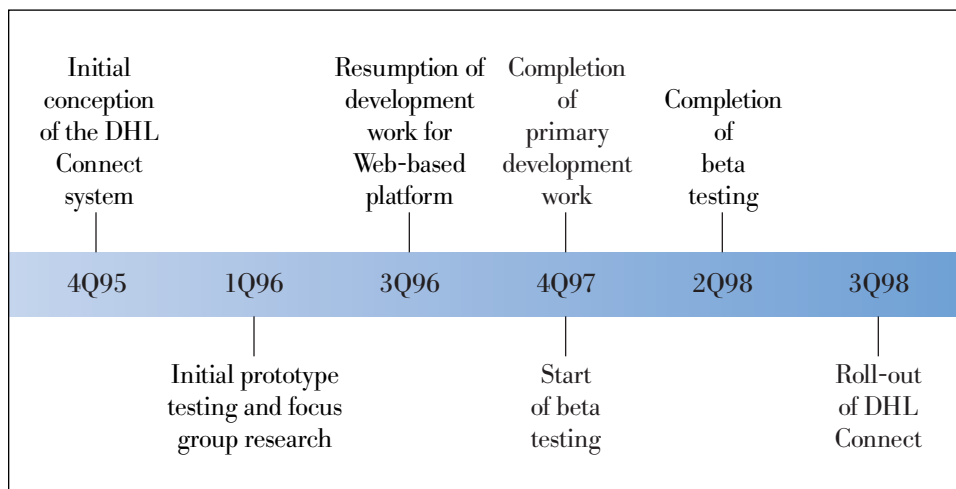 Initial
conception
of the DHL
Connect
system
Resumption of
development
work for
Web-based
platform
Completion
of
primary
development
work
Completion
of
beta
testing
4Q95 1Q96 3Q96 4Q97 2Q98 3Q98
Initial prototype
testing and focus
group research
Start
of beta
testing
Roll-out
of DHL
Connect